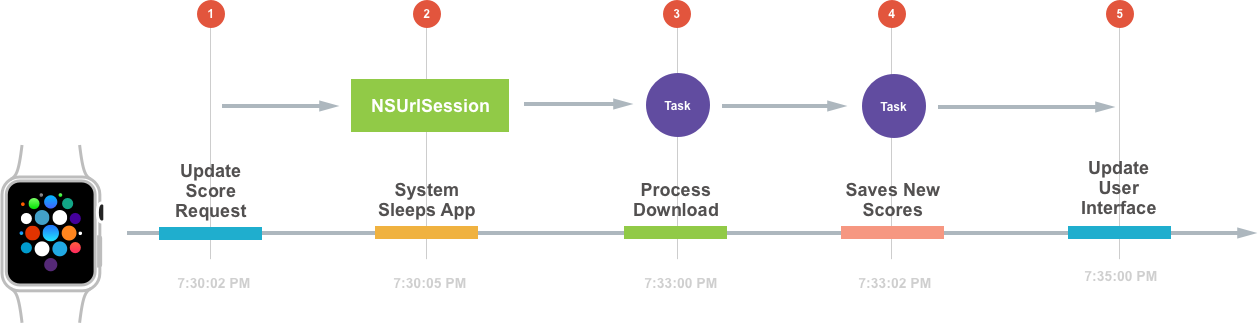 1
2
3
4
5
NSUrlSession
Task
Task
Update
Score
Request
System
Sleeps App
Process
Download
Saves New
Scores
Update
User
Interface
7:30:02 PM
7:30:05 PM
7:33:00 PM
7:33:02 PM
7:35:00 PM